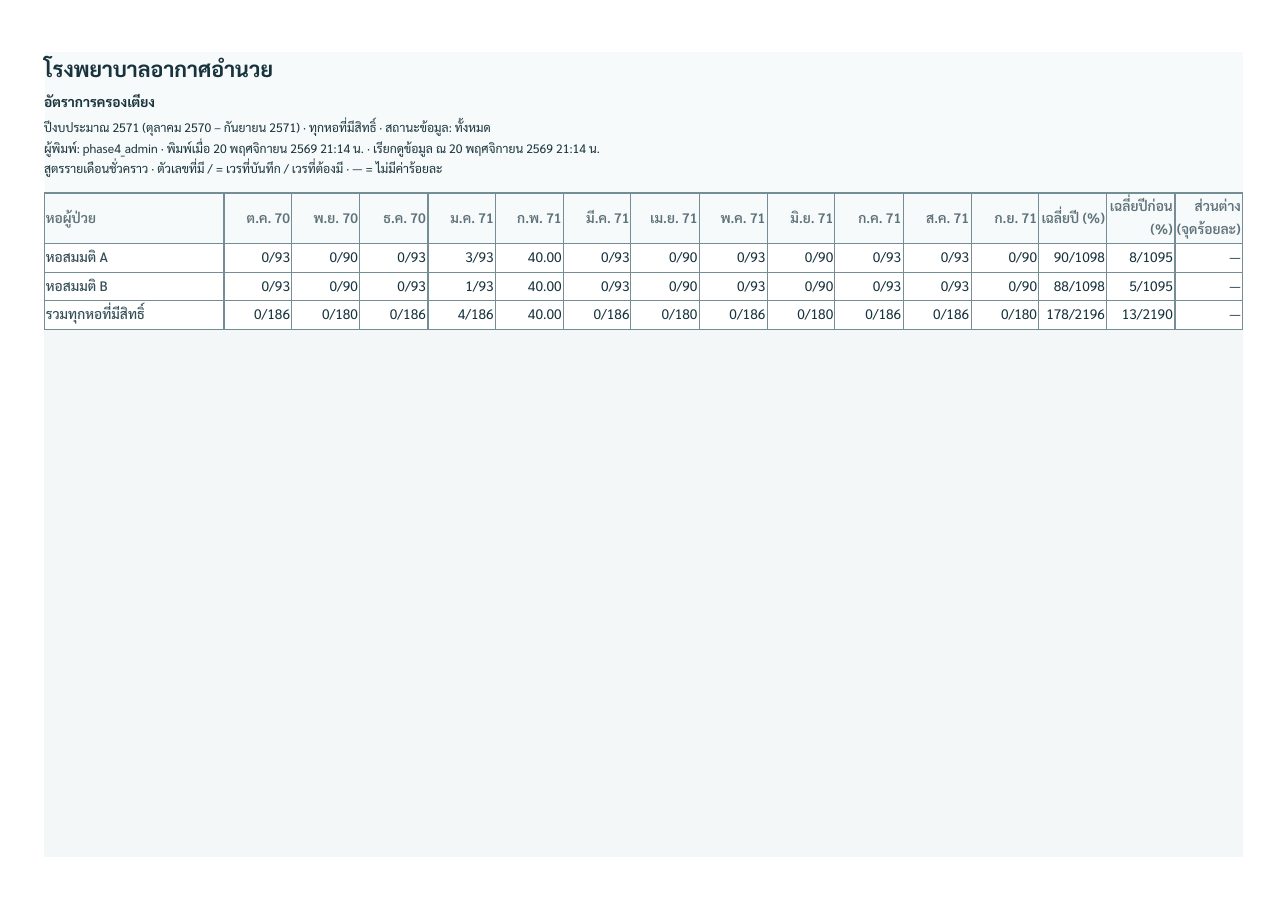 โรงพยาบาลอากาศอำนวย
อัตราการครองเตียง
ปีงบประมาณ 2571 (ตุลาคม 2570 – กันยายน 2571) · ทุกหอที่มีสิทธิ์ · สถานะข้อมูล: ทั้งหมด
ผู้พิมพ์: phase4_admin · พิมพ์เมื่อ 20 พฤศจิกายน 2569 21:14 น. · เรียกดูข้อมูล ณ 20 พฤศจิกายน 2569 21:14 น.
สูตรรายเดือนชั่วคราว · ตัวเลขที่มี / = เวรที่บันทึก / เวรที่ต้องมี · — = ไม่มีค่าร้อยละ
หอผู้ป่วย ต.ค. 70 พ.ย. 70 ธ.ค. 70 ม.ค. 71 ก.พ. 71 มี.ค. 71 เม.ย. 71 พ.ค. 71 มิ.ย. 71 ก.ค. 71 ส.ค. 71 ก.ย. 71 เฉลี่ยปี (%) เฉลี่ยปีก่อน (%) ส่วนต่าง (จุดร้อยละ)
หอสมมติ A 0/93 0/90 0/93 3/93 40.00 0/93 0/90 0/93 0/90 0/93 0/93 0/90 90/1098 8/1095 —
หอสมมติ B 0/93 0/90 0/93 1/93 40.00 0/93 0/90 0/93 0/90 0/93 0/93 0/90 88/1098 5/1095 —
รวมทุกหอที่มีสิทธิ์ 0/186 0/180 0/186 4/186 40.00 0/186 0/180 0/186 0/180 0/186 0/186 0/180 178/2196 13/2190 —